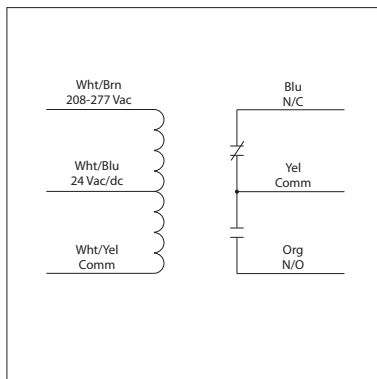 Wht/Brn
208-277 Vac
Wht/Blu
24 Vac/dc
Wht/Yel
Comm
Blu
N/C
Yel
Comm
Org
N/O